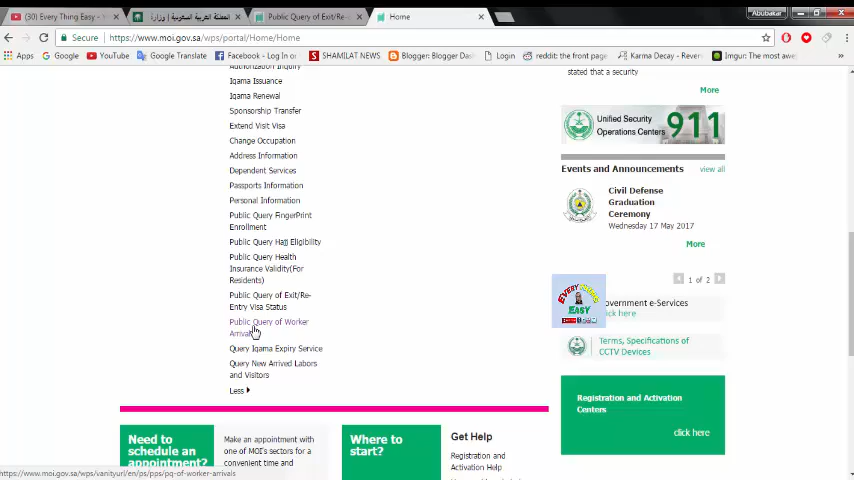 (30) Every Thing Easy - Y
المملكة العربية السعودية | وزارة
Public Query of Exit/Re-
Home
Abubakar
Secure
https://www.moi.gov.sa/wps/portal/Home/Home
Apps
Google
YouTube
Google Translate
Facebook - Log In or
SHAMILAT NEWS
Blogger: Blogger Dash
Login
reddit: the front page
Karma Decay - Revers
Imgur: The most awe
Authorization Inquiry
Iqama Issuance
Iqama Renewal
Sponsorship Transfer
Extend Visit Visa
Change Occupation
Address Information
Dependent Services
Passports Information
Personal Information
Public Query FingerPrint
Enrollment
Public Query Hajj Eligibility
Public Query Health
Insurance Validity(For
Residents)
Public Query of Exit/Re-
Entry Visa Status
Public Query of Worker
Arrivals
Query Iqama Expiry Service
Query New Arrived Labors
and Visitors
Less
stated that a security
More
Unified Security
Operations Centers
911
Events and Announcements
view all
Civil Defense
Graduation
Ceremony
Wednesday 17 May 2017
More
1 of 2
EVERY THING
EASY
overnment e-Services
lick here
Terms, Specifications of
CCTV Devices
Registration and Activation
Centers
click here
Need to
schedule an
appointment?
Make an appointment with
one of MOI's sectors for a
convenient time and
Where to
start?
Get Help
Registration and
Activation Help
https://www.moi.gov.sa/wps/vanityurl/en/ps/pps/pq-of-worker-arrivals